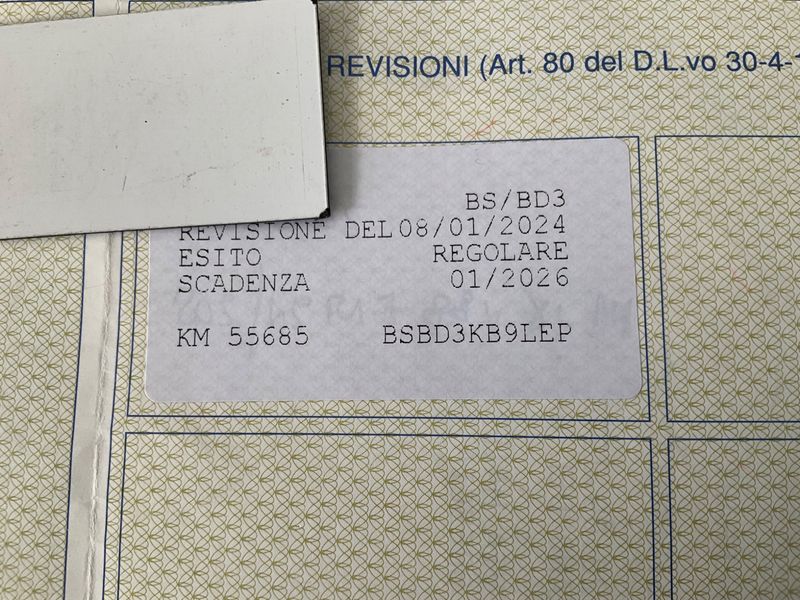 REVISIONI (Art. 80 del D.L.vo 30-4-1
BS/BD3
REVISIONE DEL 08/01/2024
ESITO REGOLARE
SCADENZA 01/2026
KM 55685 BSBD3KB9LEP